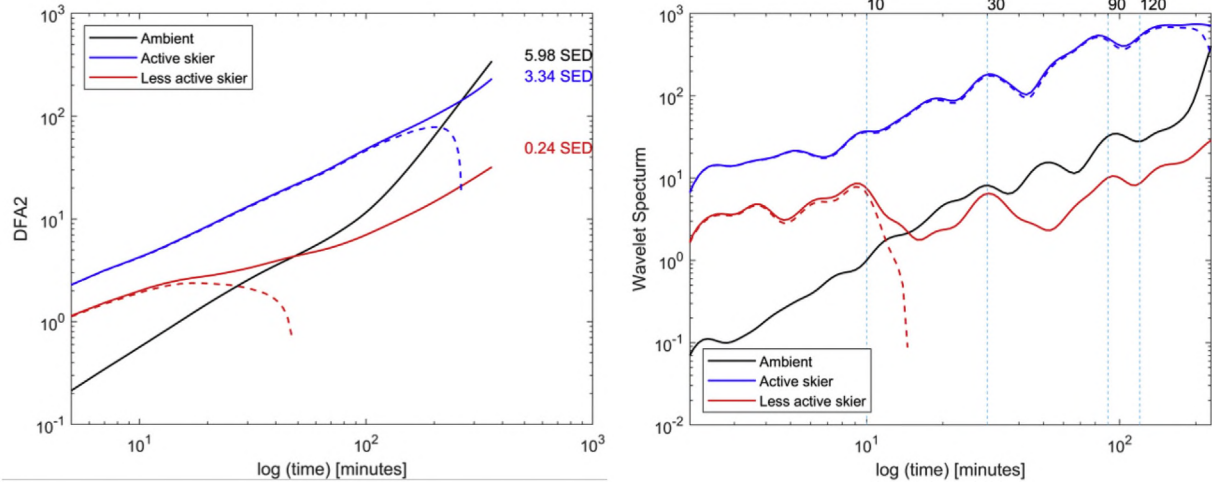 10³
10²
10¹
10⁰
10⁻¹
DFA2
Ambient
Active skier
Less active skier
5.98 SED
3.34 SED
0.24 SED
10¹
10²
10³
log (time) [minutes]
10
30
90
120
10³
10²
10¹
10⁰
10⁻¹
10⁻²
Wavelet Specturm
Ambient
Active skier
Less active skier
10¹
10²
log (time) [minutes]